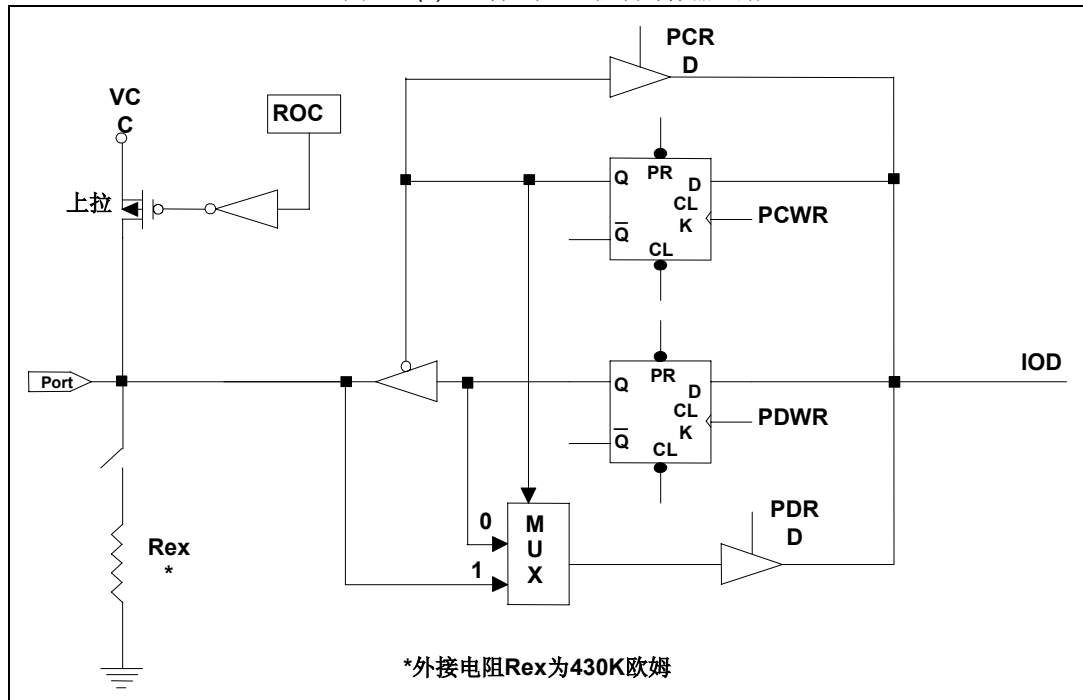 PCR
D
VC
C
ROC
上拉
Q
PR
D
CL
K
Q
CL
PCWR
Port
Q
PR
D
CL
K
Q
CL
PDWR
IOD
0
1
M
U
X
PDR
D
Rex
*
*外接电阻Rex为430K欧姆